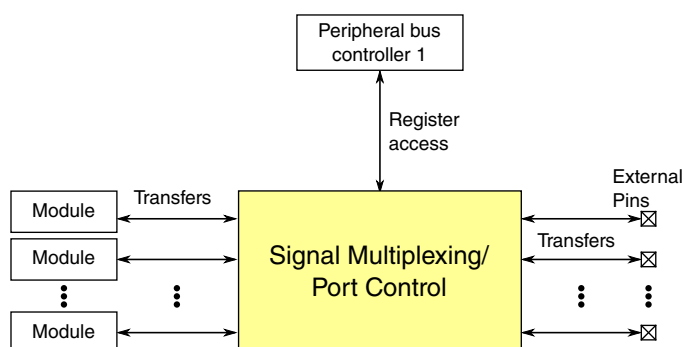 Peripheral bus
controller 1
Register
access
External
Pins
Module
Transfers
Module
Module
Signal Multiplexing/
Port Control
Transfers